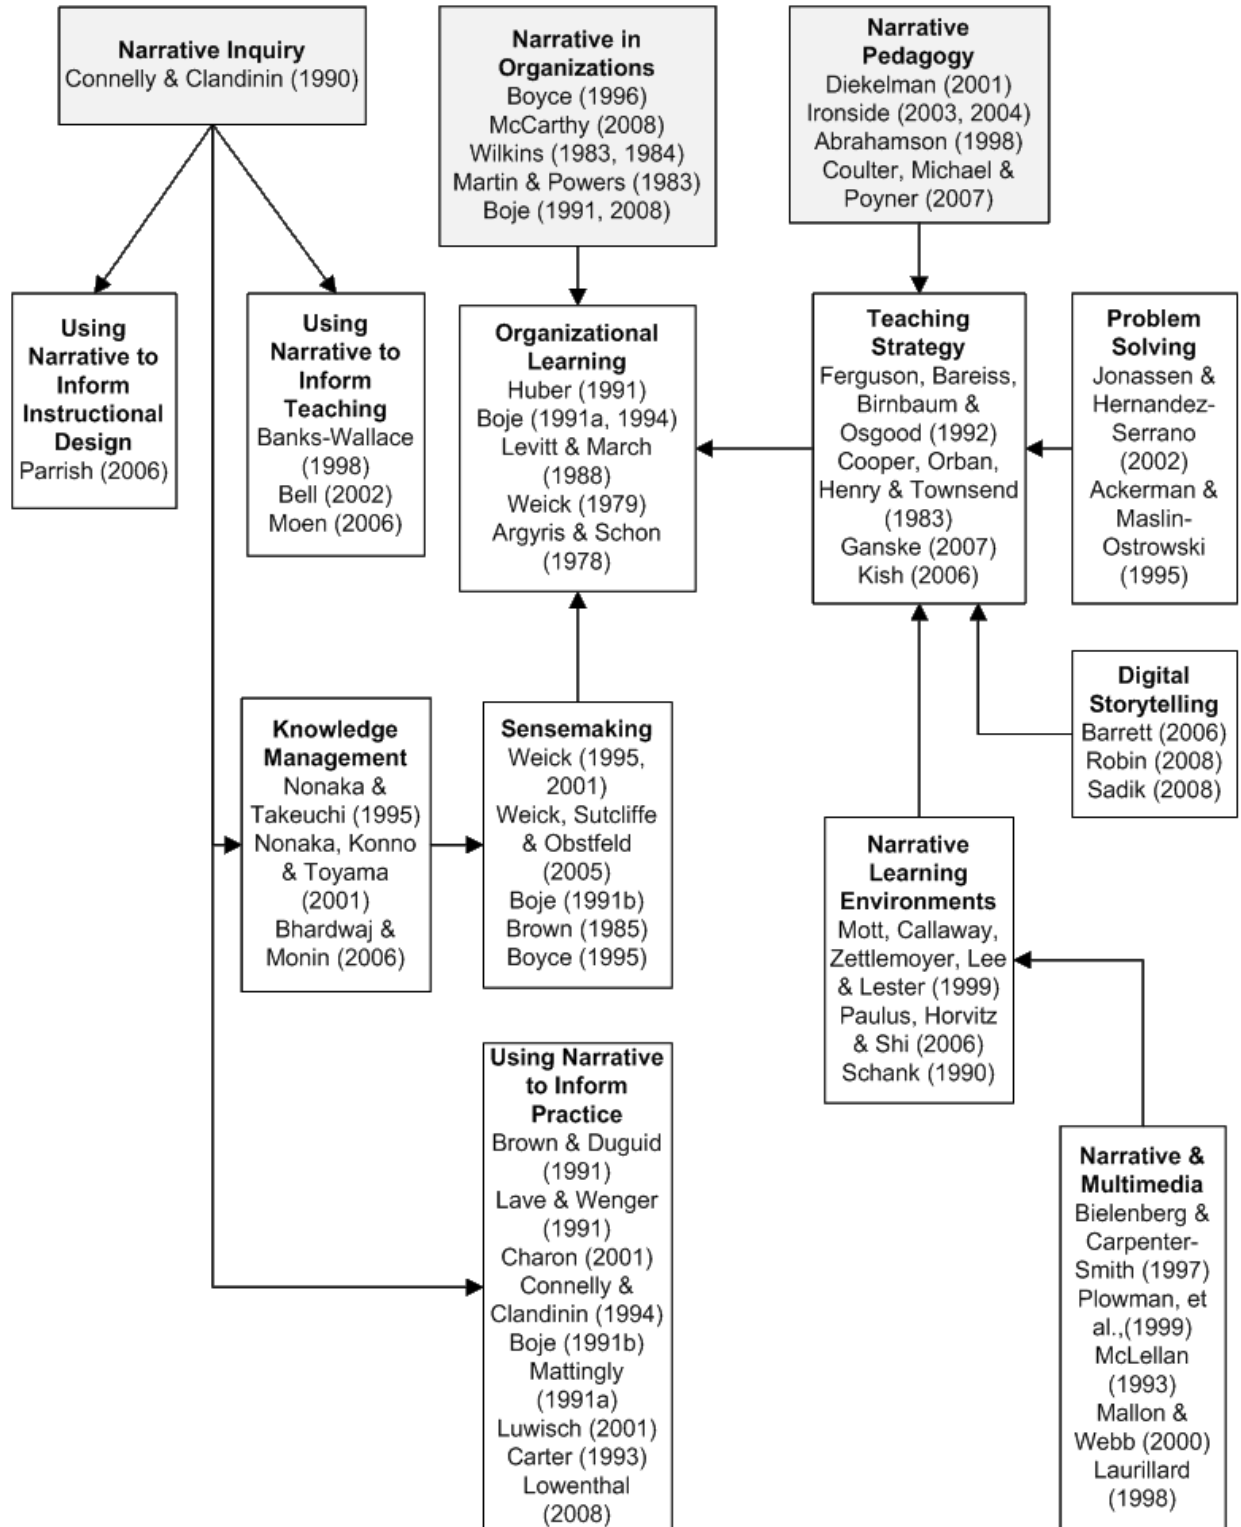 Narrative Inquiry
Connelly & Clandinin (1990)
Narrative in
Organizations
Boyce (1996)
McCarthy (2008)
Wilkins (1983, 1984)
Martin & Powers (1983)
Boje (1991, 2008)
Narrative
Pedagogy
Diekelman (2001)
Ironside (2003, 2004)
Abrahamson (1998)
Coulter, Michael &
Poyner (2007)
Using
Narrative to
Inform
Instructional
Design
Parrish (2006)
Using
Narrative to
Inform
Teaching
Banks-Wallace
(1998)
Bell (2002)
Moen (2006)
Organizational
Learning
Huber (1991)
Boje (1991a, 1994)
Levitt & March
(1988)
Weick (1979)
Argyris & Schon
(1978)
Teaching
Strategy
Ferguson, Bareiss,
Birnbaum &
Osgood (1992)
Cooper, Orban,
Henry & Townsend
(1983)
Ganske (2007)
Kish (2006)
Problem
Solving
Jonassen &
Hernandez-
Serrano
(2002)
Ackerman &
Maslin-
Ostrowski
(1995)
Digital
Storytelling
Barrett (2006)
Robin (2008)
Sadik (2008)
Knowledge
Management
Nonaka &
Takeuchi (1995)
Nonaka, Konno
& Toyama
(2001)
Bhardwaj &
Monin (2006)
Sensemaking
Weick (1995,
2001)
Weick, Sutcliffe
& Obstfeld
(2005)
Boje (1991b)
Brown (1985)
Boyce (1995)
Narrative
Learning
Environments
Mott, Callaway,
Zettlemoyer, Lee
& Lester (1999)
Paulus, Horvitz
& Shi (2006)
Schank (1990)
Using Narrative
to Inform
Practice
Brown & Duguid
(1991)
Lave & Wenger
(1991)
Charon (2001)
Connelly &
Clandinin (1994)
Boje (1991b)
Mattingly
(1991a)
Luwisch (2001)
Carter (1993)
Lowenthal
(2008)
Narrative &
Multimedia
Bielenberg &
Carpenter-
Smith (1997)
Plowman, et
al.,(1999)
McLellan
(1993)
Mallon &
Webb (2000)
Laurillard
(1998)